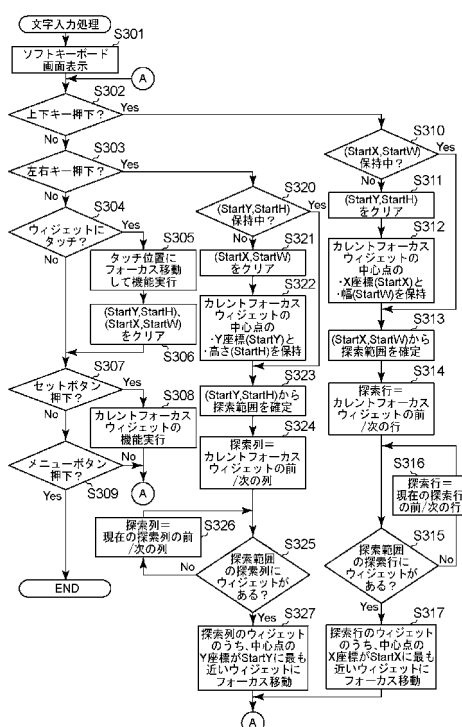 文字入力処理
S301
ソフトキーボード
画面表示
A
S302
上下キー押下?
Yes
No
S303
左右キー押下?
Yes
No
S304
ウィジェットに
タッチ?
Yes
No
S305
タッチ位置に
フォーカス移動
して機能実行
(StartY,StartH)、
(StartX,StartW)
をクリア
S306
S307
セットボタン
押下?
Yes
No
S308
カレントフォーカス
ウィジェットの
機能実行
メニューボタン
押下?
No
Yes
S309
A
END
S320
(StartY,StartH)
保持中?
Yes
No
S321
(StartX,StartW)
をクリア
S322
カレントフォーカス
ウィジェットの
中心点の
・Y座標(StartY)と
・高さ(StartH)を保持
S323
(StartY,StartH)から
探索範囲を確定
S324
探索列=
カレントフォーカス
ウィジェットの前
/次の列
S326
探索列=
現在の探索列の前
/次の列
S325
探索範囲
の探索列に
ウィジェットが
ある?
No
Yes
S327
探索列のウィジェット
のうち、中心点の
Y座標がStartYに最も
近いウィジェットに
フォーカス移動
S310
(StartX,StartW)
保持中?
Yes
No
S311
(StartY,StartH)
をクリア
S312
カレントフォーカス
ウィジェットの
中心点の
・X座標(StartX)と
・幅(StartW)を保持
S313
(StartX,StartW)から
探索範囲を確定
S314
探索行=
カレントフォーカス
ウィジェットの前
/次の行
S316
探索行=
現在の探索行
の前/次の行
S315
探索範囲
の探索行に
ウィジェットが
ある?
No
Yes
S317
探索行のウィジェット
のうち、中心点の
X座標がStartXに最も
近いウィジェットに
フォーカス移動
A